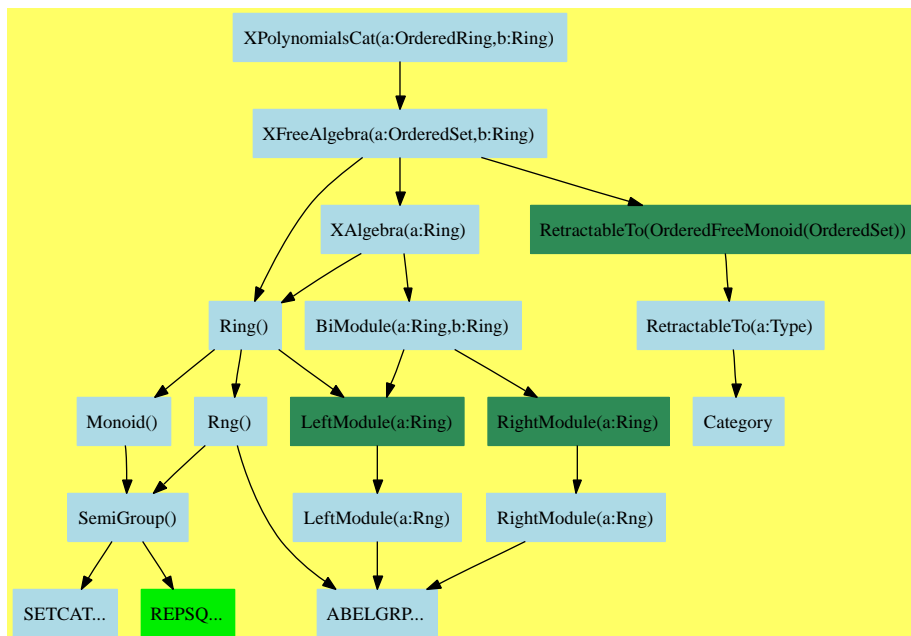 XPolynomialsCat(a:OrderedRing,b:Ring)
XFreeAlgebra(a:OrderedSet,b:Ring)
XAlgebra(a:Ring)
RetractableTo(OrderedFreeMonoid(OrderedSet))
Ring()
BiModule(a:Ring,b:Ring)
RetractableTo(a:Type)
Monoid()
Rng()
LeftModule(a:Ring)
RightModule(a:Ring)
Category
SemiGroup()
LeftModule(a:Rng)
RightModule(a:Rng)
SETCAT...
REPSQ...
ABELGRP...